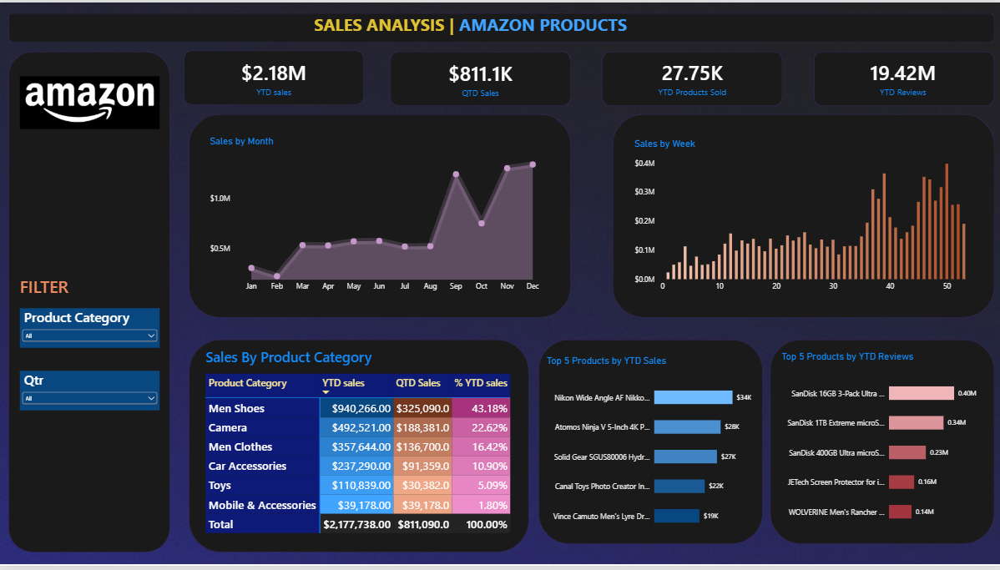 SALES ANALYSIS | AMAZON PRODUCTS
amazon
$2.18M
YTD sales
$811.1K
QTD Sales
27.75K
YTD Products Sold
19.42M
YTD Reviews
FILTER
Product Category
All
Qtr
All
Sales by Month
$1.0M
$0.5M
Jan Feb Mar Apr May Jun Jul Aug Sep Oct Nov Dec
Sales by Week
$0.4M
$0.3M
$0.2M
$0.1M
$0.0M
0 10 20 30 40 50
Sales By Product Category
Product Category YTD sales QTD Sales % YTD sales
Men Shoes $940,266.00 $325,090.0 43.18%
Camera $492,521.00 $188,381.0 22.62%
Men Clothes $357,644.00 $136,700.0 16.42%
Car Accessories $237,290.00 $91,359.0 10.90%
Toys $110,839.00 $30,382.0 5.09%
Mobile & Accessories $39,178.00 $39,178.0 1.80%
Total $2,177,738.00 $811,090.0 100.00%
Top 5 Products by YTD Sales
Nikon Wide Angle AF Nikko... $34K
Atomos Ninja V 5-Inch 4K P... $28K
Solid Gear SGUS80006 Hydr... $27K
Canal Toys Photo Creator In... $22K
Vince Camuto Men's Lyre Dr... $19K
Top 5 Products by YTD Reviews
SanDisk 16GB 3-Pack Ultra ... 0.40M
SanDisk 1TB Extreme microS... 0.34M
SanDisk 400GB Ultra microS... 0.23M
JETech Screen Protector for i... 0.16M
WOLVERINE Men's Rancher ... 0.14M